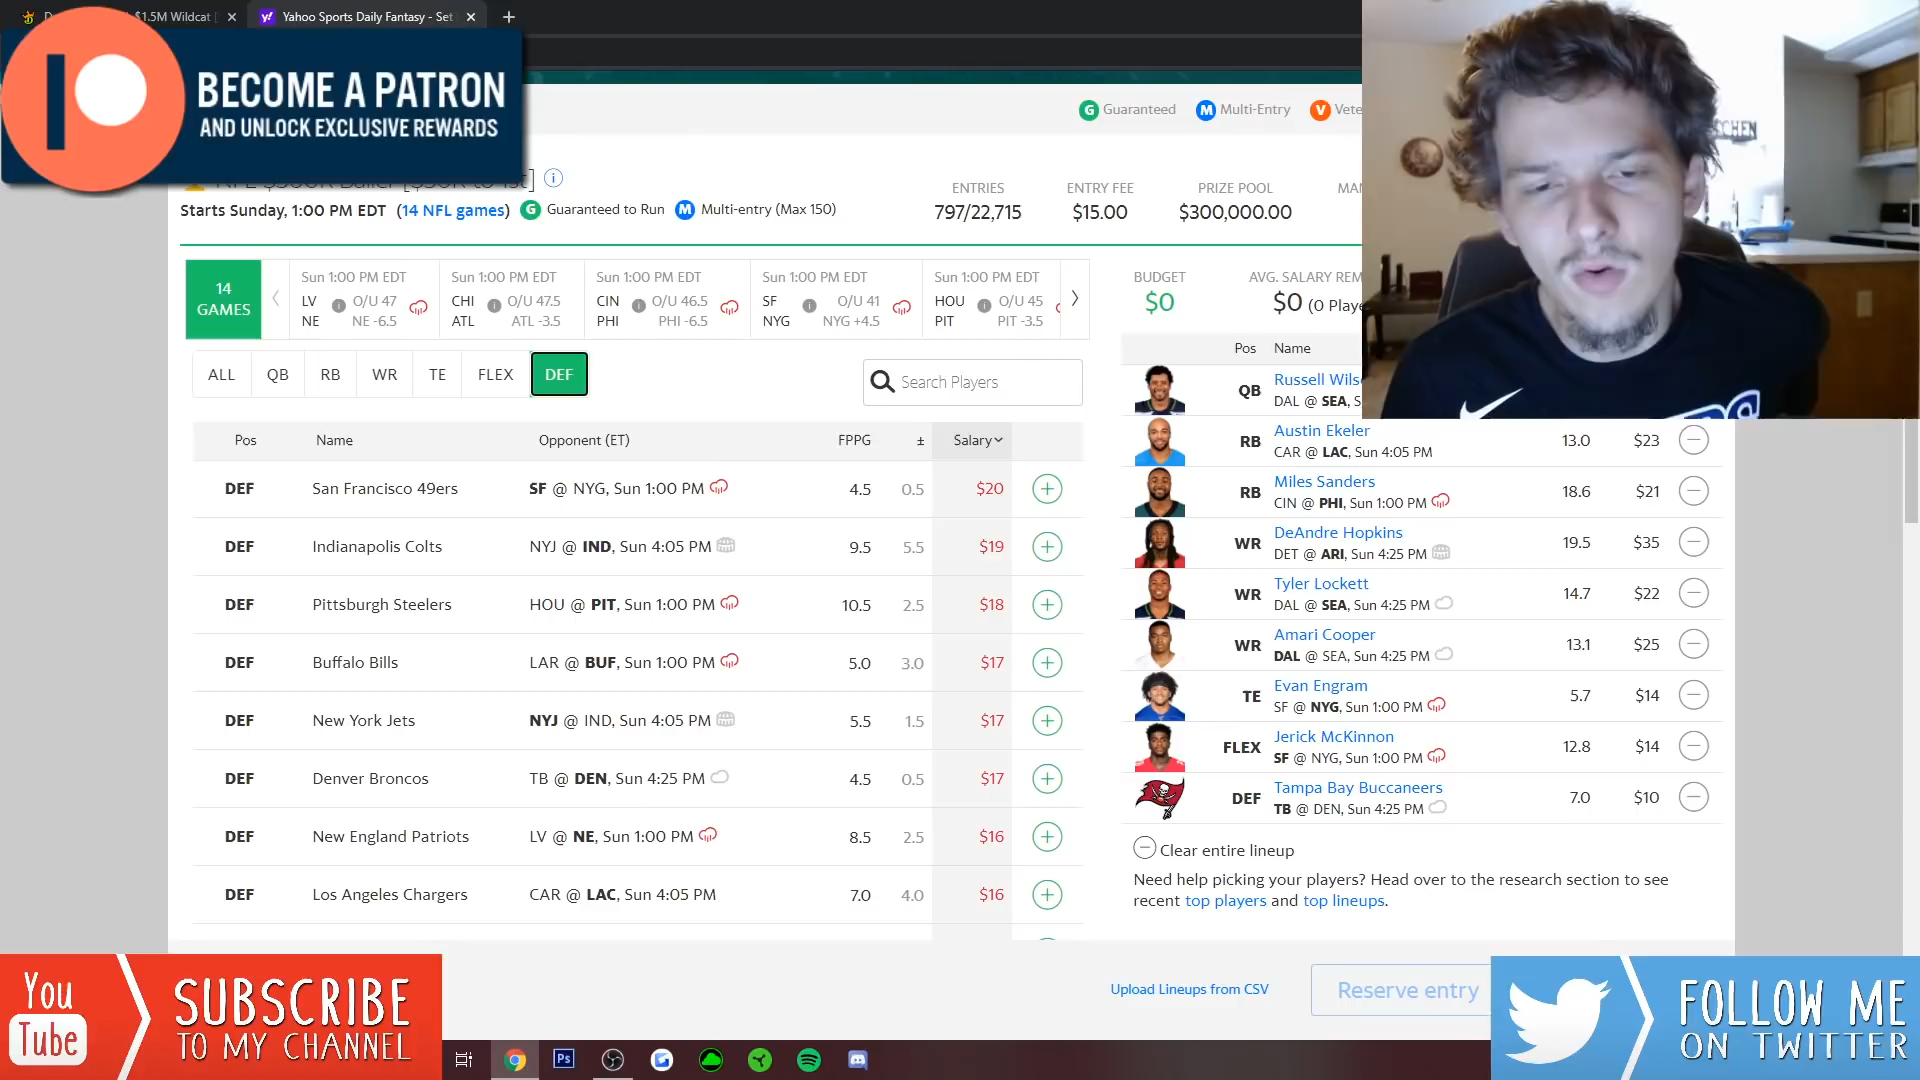 $1.5M Wildcat
Yahoo Sports Daily Fantasy - Set
BECOME A PATRON
AND UNLOCK EXCLUSIVE REWARDS
Guaranteed
Multi-Entry
Starts Sunday, 1:00 PM EDT (14 NFL games) G Guaranteed to Run M Multi-entry (Max 150)
ENTRIES
797/22,715
ENTRY FEE
$15.00
PRIZE POOL
$300,000.00
14
GAMES
Sun 1:00 PM EDT
LV O/U 47
NE NE -6.5
Sun 1:00 PM EDT
CHI O/U 47.5
ATL ATL -3.5
Sun 1:00 PM EDT
CIN O/U 46.5
PHI PHI -6.5
Sun 1:00 PM EDT
SF O/U 41
NYG NYG +4.5
Sun 1:00 PM EDT
HOU O/U 45
PIT PIT -3.5
ALL QB RB WR TE FLEX DEF
Search Players
Pos Name Opponent (ET) FPPG ± Salary
DEF San Francisco 49ers SF @ NYG, Sun 1:00 PM 4.5 0.5 $20
DEF Indianapolis Colts NYJ @ IND, Sun 4:05 PM 9.5 5.5 $19
DEF Pittsburgh Steelers HOU @ PIT, Sun 1:00 PM 10.5 2.5 $18
DEF Buffalo Bills LAR @ BUF, Sun 1:00 PM 5.0 3.0 $17
DEF New York Jets NYJ @ IND, Sun 4:05 PM 5.5 1.5 $17
DEF Denver Broncos TB @ DEN, Sun 4:25 PM 4.5 0.5 $17
DEF New England Patriots LV @ NE, Sun 1:00 PM 8.5 2.5 $16
DEF Los Angeles Chargers CAR @ LAC, Sun 4:05 PM 7.0 4.0 $16
BUDGET
$0
AVG. SALARY REM
$0 (0 Playe
Pos Name
QB Russell Wils
DAL @ SEA, S
RB Austin Ekeler 13.0 $23
CAR @ LAC, Sun 4:05 PM
RB Miles Sanders 18.6 $21
CIN @ PHI, Sun 1:00 PM
WR DeAndre Hopkins 19.5 $35
DET @ ARI, Sun 4:25 PM
WR Tyler Lockett 14.7 $22
DAL @ SEA, Sun 4:25 PM
WR Amari Cooper 13.1 $25
DAL @ SEA, Sun 4:25 PM
TE Evan Engram 5.7 $14
SF @ NYG, Sun 1:00 PM
FLEX Jerick McKinnon 12.8 $14
SF @ NYG, Sun 1:00 PM
DEF Tampa Bay Buccaneers 7.0 $10
TB @ DEN, Sun 4:25 PM
Clear entire lineup
Need help picking your players? Head over to the research section to see
recent top players and top lineups.
Upload Lineups from CSV
Reserve entry
You
Tube
SUBSCRIBE
TO MY CHANNEL
Ps
FOLLOW ME
ON TWITTER